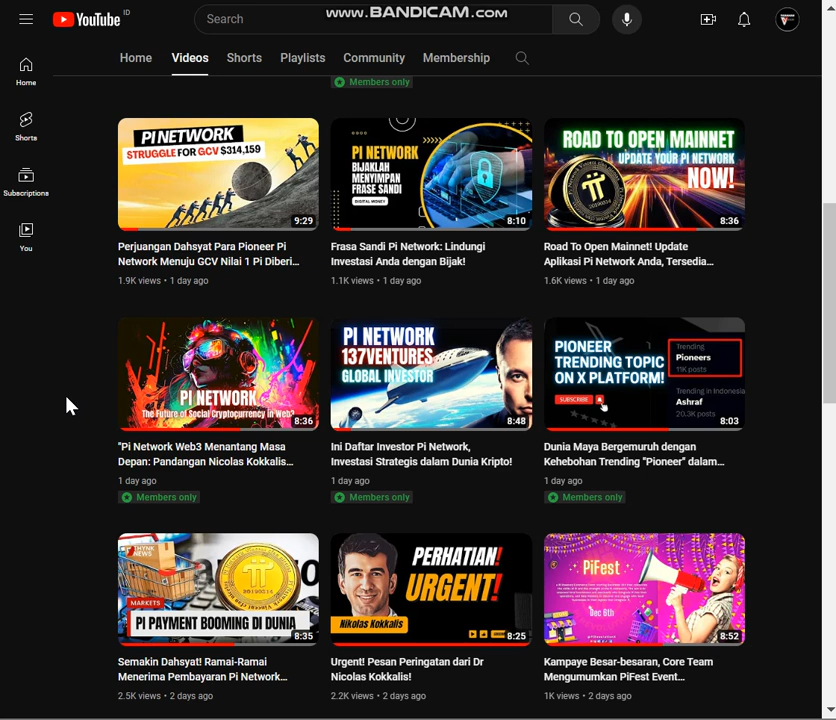 YouTube ID
Search
www.BANDICAM.com
Home
Videos
Shorts
Playlists
Community
Membership
Home
Shorts
Subscriptions
You
Members only
PI NETWORK
STRUGGLE FOR GCV $314,159
9:29
Perjuangan Dahsyat Para Pioneer Pi
Network Menuju GCV Nilai 1 Pi Diberi...
1.9K views • 1 day ago
PI NETWORK
BIJAKLAH
MENYIMPAN
FRASE SANDI
DIGITAL MONEY
8:10
Frasa Sandi Pi Network: Lindungi
Investasi Anda dengan Bijak!
1.1K views • 1 day ago
ROAD TO OPEN MAINNET
UPDATE YOUR PI NETWORK
NOW!
8:36
Road To Open Mainnet! Update
Aplikasi Pi Network Anda, Tersedia...
1.6K views • 1 day ago
PI NETWORK
The Future of Social Cryptocurrency in Web3
8:36
"Pi Network Web3 Menantang Masa
Depan: Pandangan Nicolas Kokkalis...
1 day ago
Members only
PI NETWORK
137VENTURES
GLOBAL INVESTOR
8:48
Ini Daftar Investor Pi Network,
Investasi Strategis dalam Dunia Kripto!
1 day ago
Members only
PIONEER
TRENDING TOPIC
ON X PLATFORM!
SUBSCRIBE
Trending
Pioneers
11K posts
Trending in Indonesia
Ashraf
20.3K posts
8:03
Dunia Maya Bergemuruh dengan
Kehebohan Trending "Pioneer" dalam...
1 day ago
Members only
THYNK
NEWS
MARKETS
PI PAYMENT BOOMING DI DUNIA
8:35
Semakin Dahsyat! Ramai-Ramai
Menerima Pembayaran Pi Network...
2.5K views • 2 days ago
PERHATIAN!
URGENT!
Nikolas Kokkalis
8:25
Urgent! Pesan Peringatan dari Dr
Nicolas Kokkalis!
2.2K views • 2 days ago
PiFest
Dec 6th
8:52
Kampaye Besar-besaran, Core Team
Mengumumkan PiFest Event...
1K views • 2 days ago